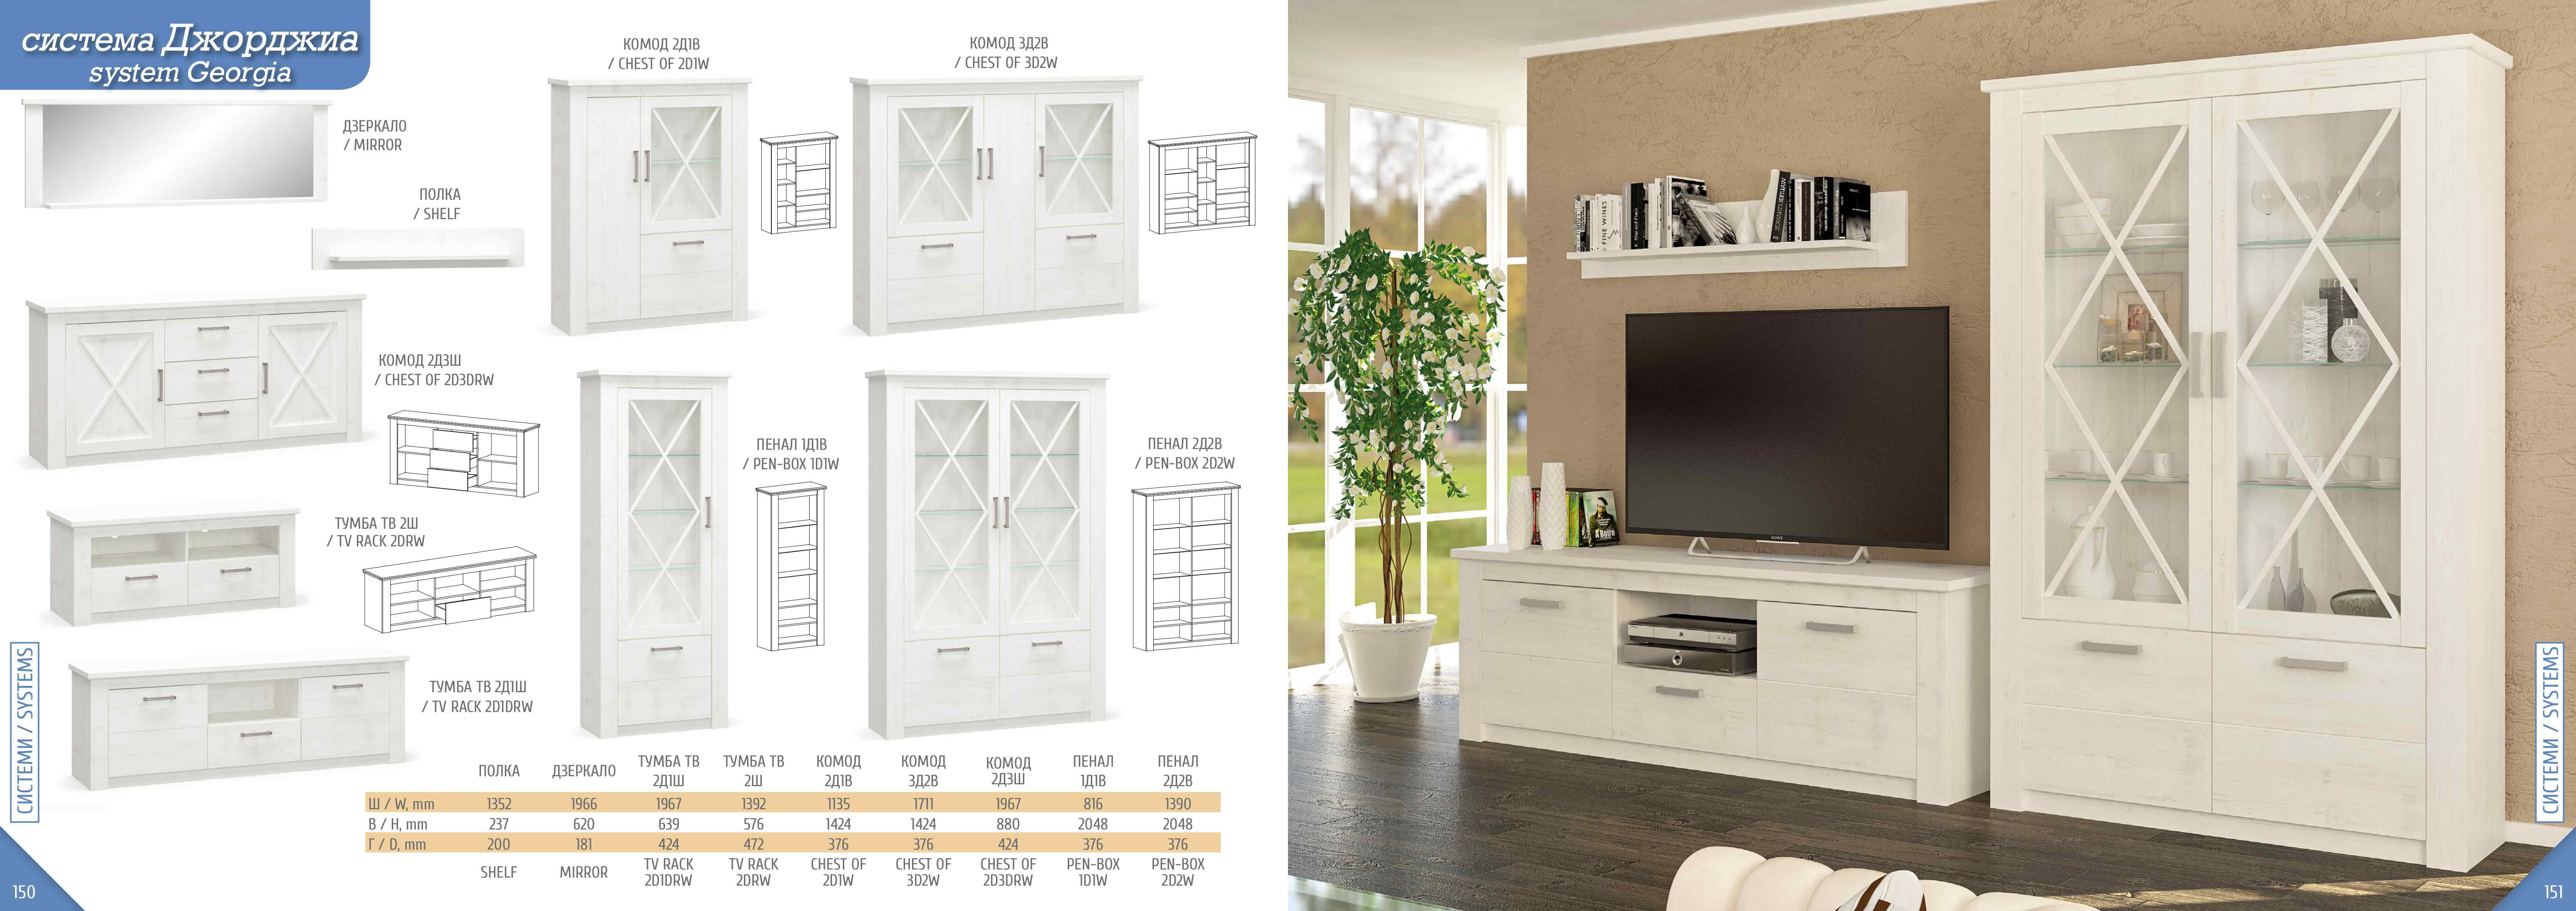 система Джорджиа
system Georgia
ДЗЕРКАЛО
/ MIRROR
ПОЛКА
/ SHELF
КОМОД 2Д1В
/ CHEST OF 2D1W
КОМОД 3Д2В
/ CHEST OF 3D2W
КОМОД 2Д3Ш
/ CHEST OF 2D3DRW
ТУМБА ТВ 2Ш
/ TV RACK 2DRW
ТУМБА ТВ 2Д1Ш
/ TV RACK 2D1DRW
ПЕНАЛ 1Д1В
/ PEN-BOX 1D1W
ПЕНАЛ 2Д2В
/ PEN-BOX 2D2W
ПОЛКА ДЗЕРКАЛО ТУМБА ТВ 2Д1Ш ТУМБА ТВ 2Ш КОМОД 2Д1В КОМОД 3Д2В КОМОД 2Д3Ш ПЕНАЛ 1Д1В ПЕНАЛ 2Д2В
Ш / W, mm 1352 1966 1967 1392 1135 1711 1967 816 1390
В / H, mm 237 620 639 576 1424 1424 880 2048 2048
Г / D, mm 200 181 424 472 376 376 424 376 376
SHELF MIRROR TV RACK 2D1DRW TV RACK 2DRW CHEST OF 2D1W CHEST OF 3D2W CHEST OF 2D3DRW PEN-BOX 1D1W PEN-BOX 2D2W
СИСТЕМИ / SYSTEMS
150
FINE WINES
SONY
СИСТЕМИ / SYSTEMS
151